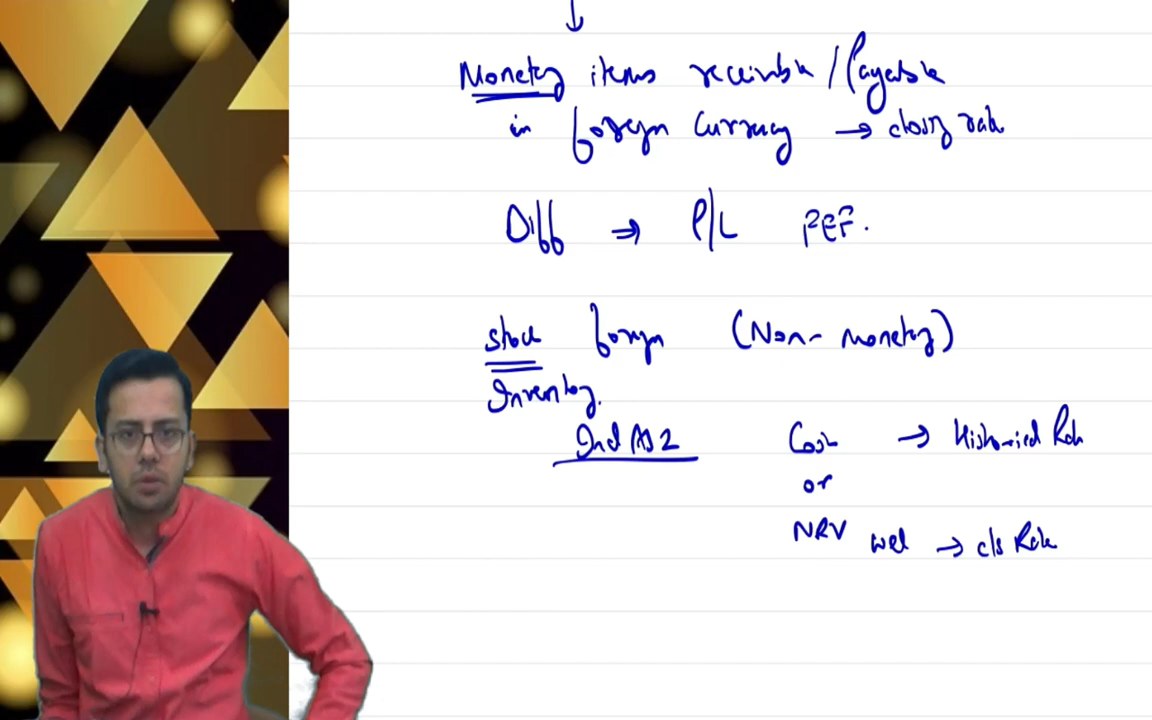 Monetary items receivable / Payable
in foreign Currency → closing rate
Diff ⇒ P/L FEF.
stock foreign (Non-monetary)
Inventory.
Ind AS 2 Cost → Historical Rate
or
NRV → cls Rate